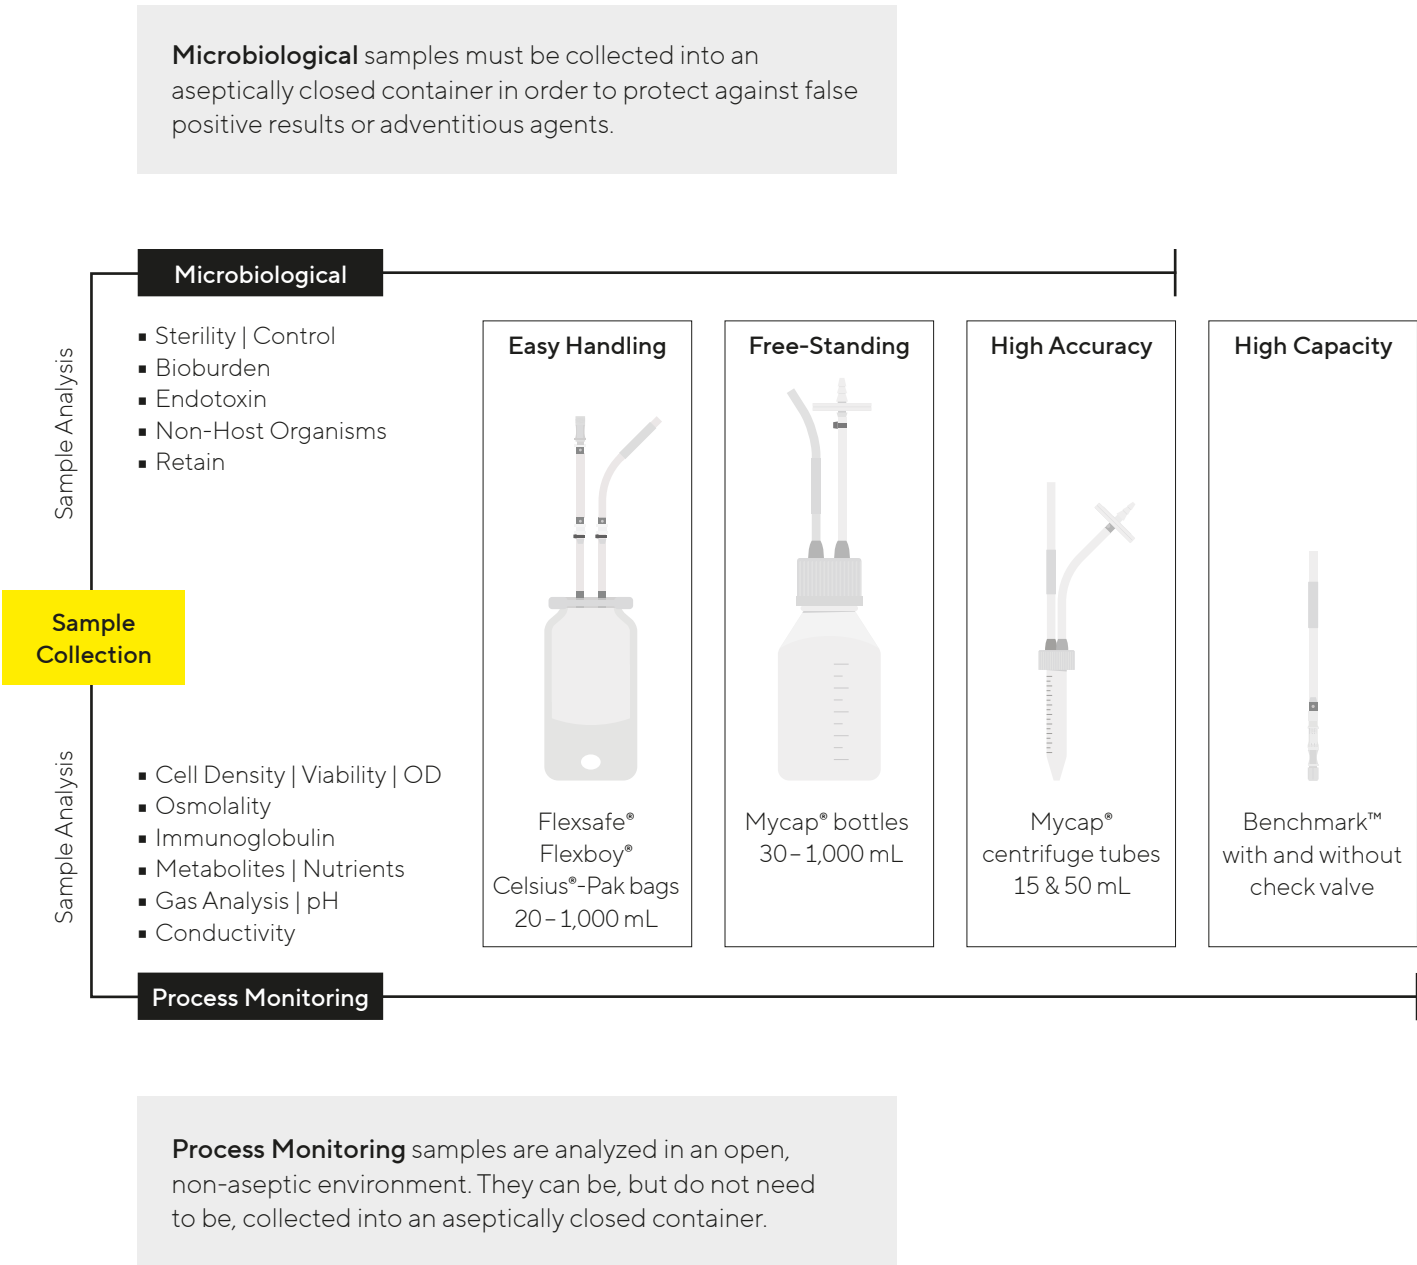 Microbiological samples must be collected into an
aseptically closed container in order to protect against false
positive results or adventitious agents.
Microbiological
Sample Analysis
▪ Sterility | Control
▪ Bioburden
▪ Endotoxin
▪ Non-Host Organisms
▪ Retain
Sample
Collection
Sample Analysis
▪ Cell Density | Viability | OD
▪ Osmolality
▪ Immunoglobulin
▪ Metabolites | Nutrients
▪ Gas Analysis | pH
▪ Conductivity
Process Monitoring
Easy Handling
Flexsafe®
Flexboy®
Celsius®-Pak bags
20 – 1,000 mL
Free-Standing
Mycap® bottles
30 – 1,000 mL
High Accuracy
Mycap®
centrifuge tubes
15 & 50 mL
High Capacity
Benchmark™
with and without
check valve
Process Monitoring samples are analyzed in an open,
non-aseptic environment. They can be, but do not need
to be, collected into an aseptically closed container.